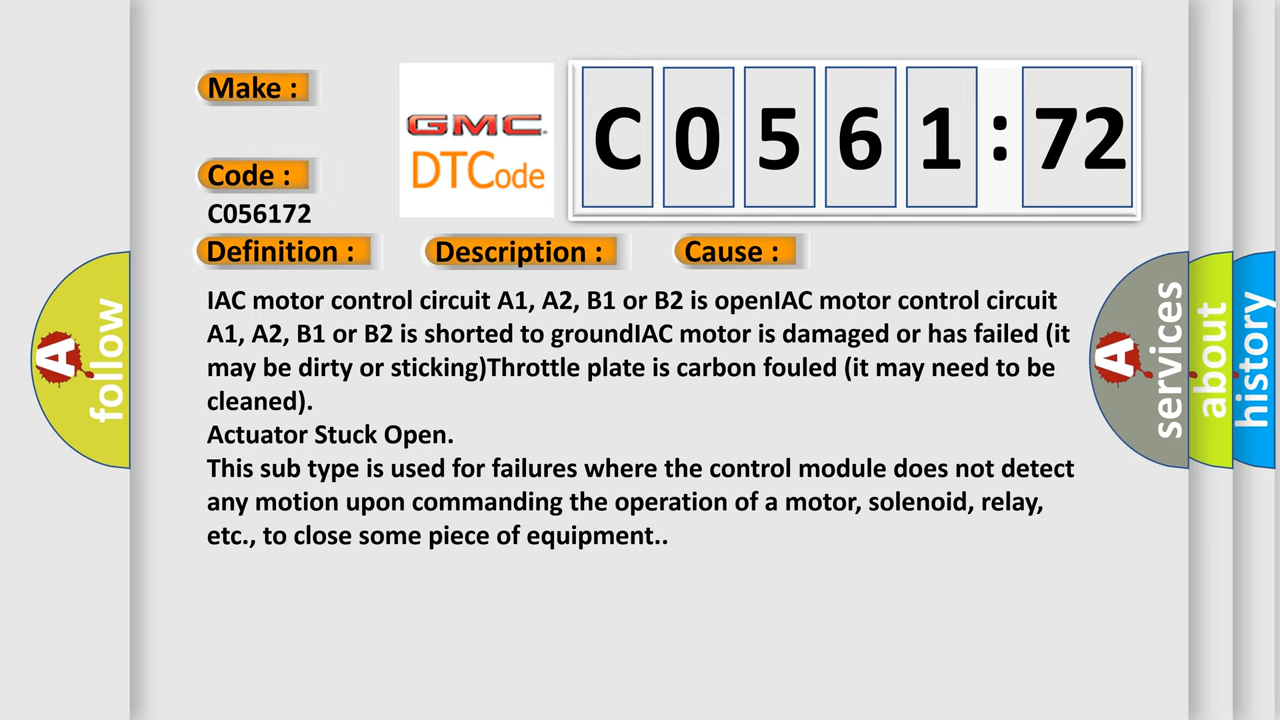 Make :
GMC
DTCode
C0561:72
Code :
C056172
Definition :
Description :
Cause :
IAC motor control circuit A1, A2, B1 or B2 is openIAC motor control circuit
A1, A2, B1 or B2 is shorted to groundIAC motor is damaged or has failed (it
may be dirty or sticking)Throttle plate is carbon fouled (it may need to be
cleaned).
Actuator Stuck Open.
This sub type is used for failures where the control module does not detect
any motion upon commanding the operation of a motor, solenoid, relay,
etc., to close some piece of equipment..
A
follow
A
services
about
history